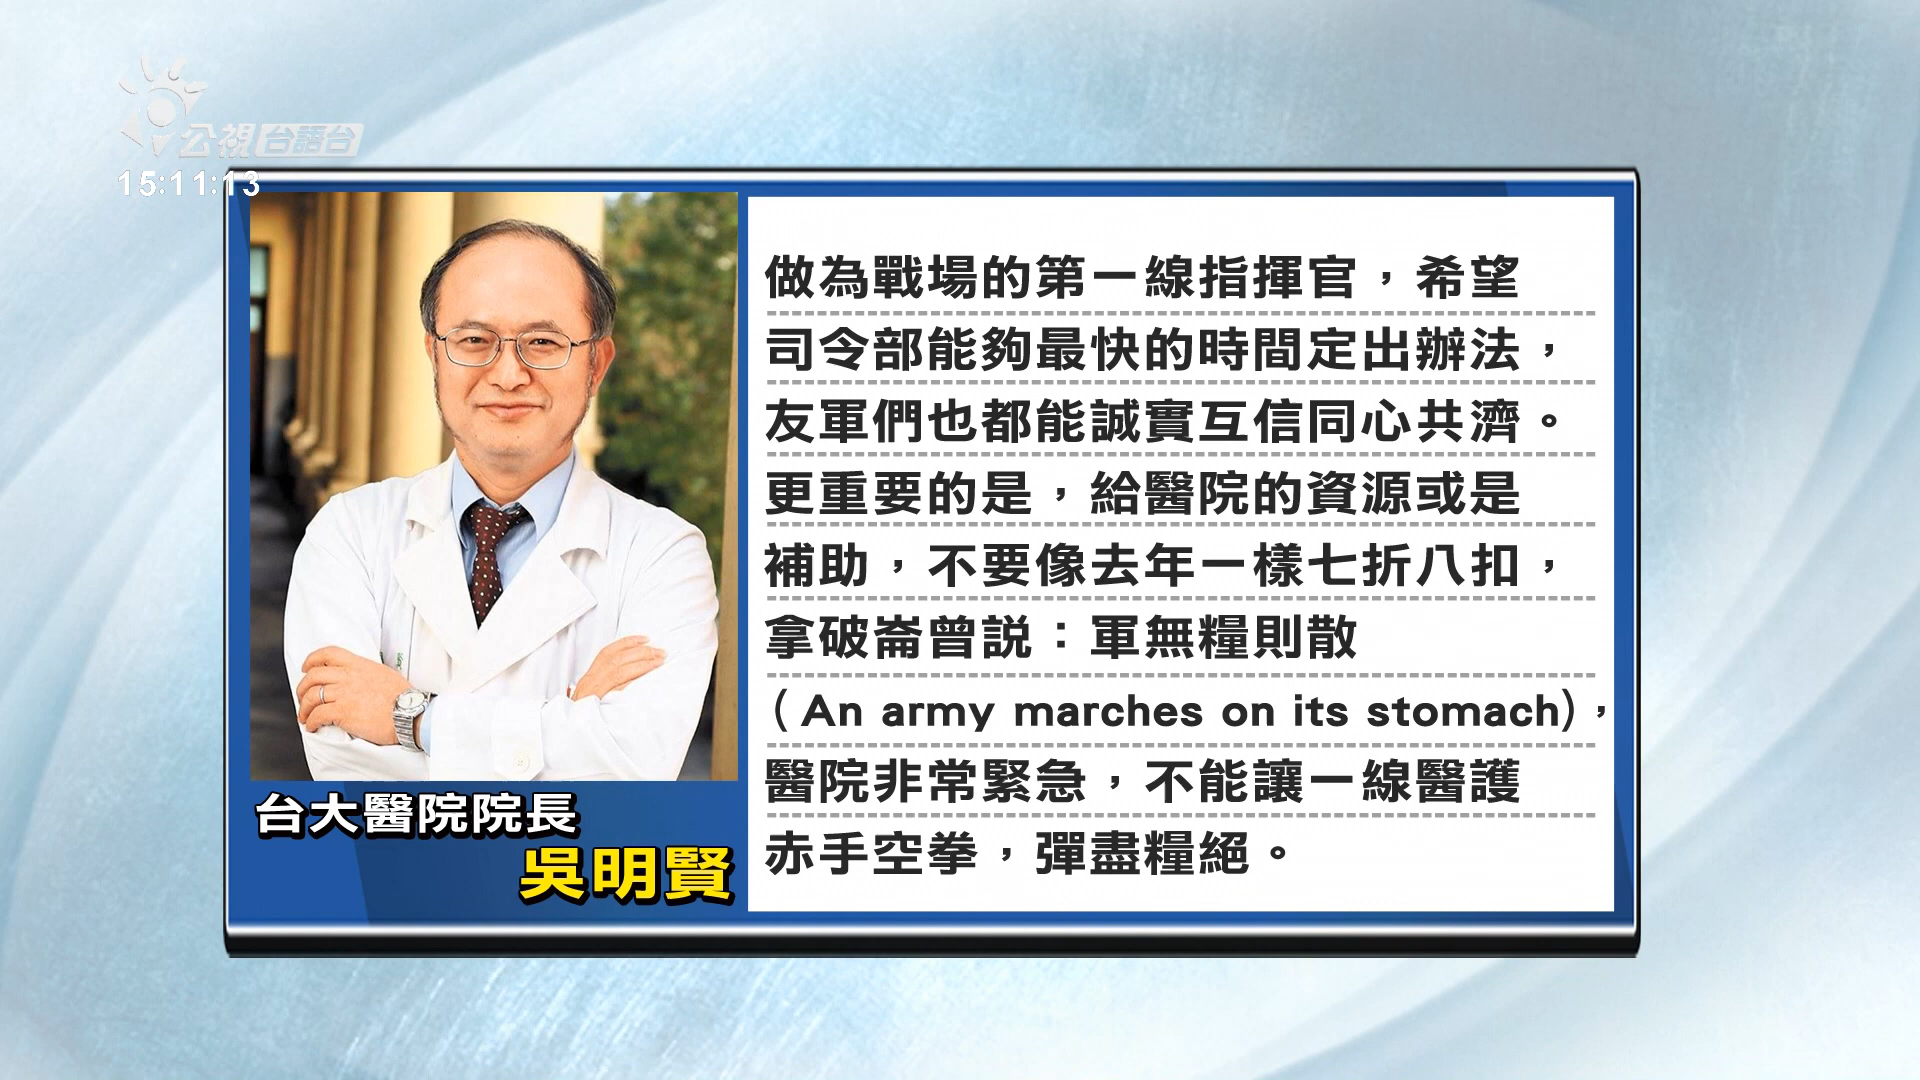 公視台語台
15:11:13
做為戰場的第一線指揮官，希望
司令部能夠最快的時間定出辦法，
友軍們也都能誠實互信同心共濟。
更重要的是，給醫院的資源或是
補助，不要像去年一樣七折八扣，
拿破崙曾説：軍無糧則散
（An army marches on its stomach)，
醫院非常緊急，不能讓一線醫護
赤手空拳，彈盡糧絕。
台大醫院院長
吳明賢